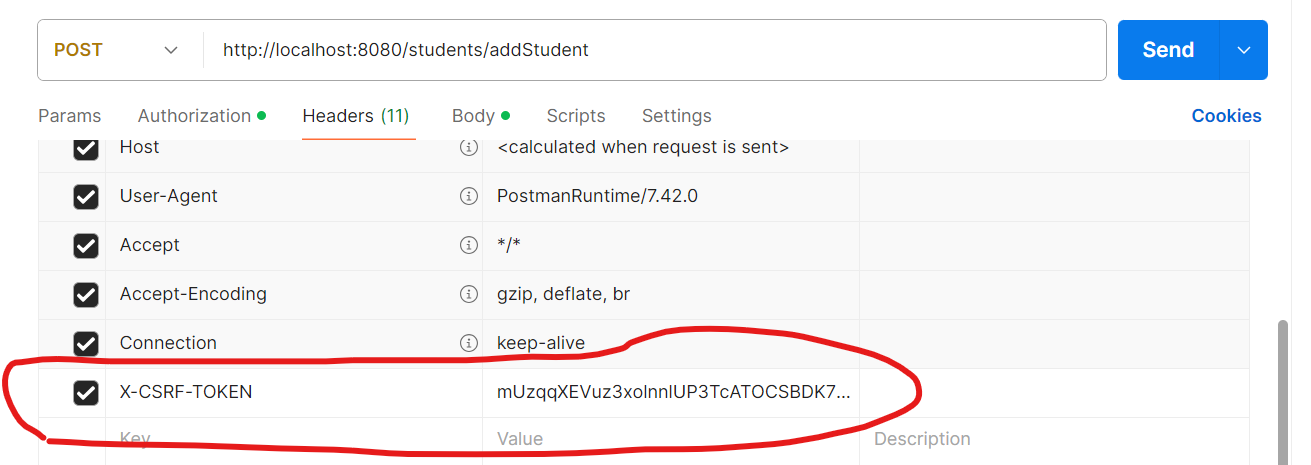 POST http://localhost:8080/students/addStudent Send
Params Authorization Headers (11) Body Scripts Settings Cookies
Host <calculated when request is sent>
User-Agent PostmanRuntime/7.42.0
Accept */*
Accept-Encoding gzip, deflate, br
Connection keep-alive
X-CSRF-TOKEN mUzqqXEVuz3xoInnlUP3TcATOCSBDK7...
Key Value Description